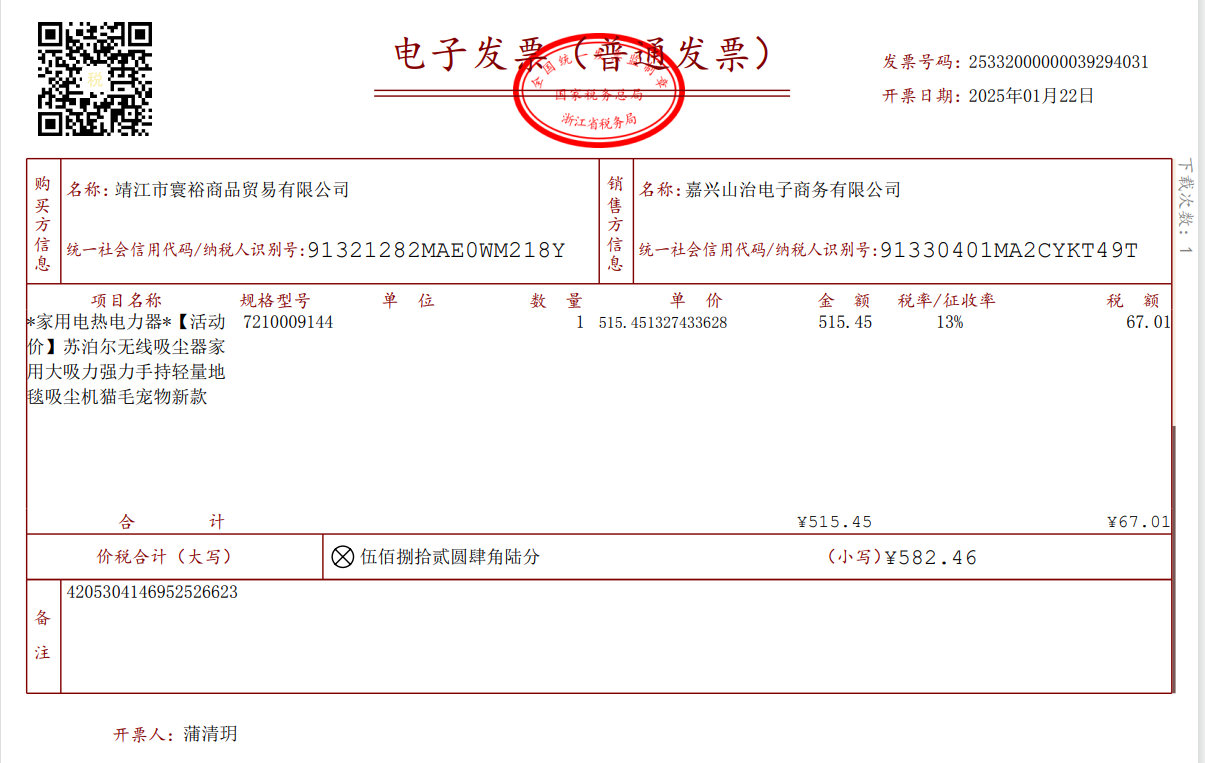 电子发票（普通发票）
全国统一发票监制章
国家税务总局
浙江省税务局
发票号码：25332000000039294031
开票日期：2025年01月22日
税
下载次数：1
购买方信息
名称：靖江市寰裕商品贸易有限公司
统一社会信用代码/纳税人识别号：91321282MAE0WM218Y
销售方信息
名称：嘉兴山治电子商务有限公司
统一社会信用代码/纳税人识别号：91330401MA2CYKT49T
项目名称 规格型号 单位 数量 单价 金额 税率/征收率 税额
*家用电热电力器*【活动 7210009144 1 515.451327433628 515.45 13% 67.01
价】苏泊尔无线吸尘器家
用大吸力强力手持轻量地
毯吸尘机猫毛宠物新款
合计 ¥515.45 ¥67.01
价税合计（大写） 伍佰捌拾贰圆肆角陆分 （小写）¥582.46
备注
4205304146952526623
开票人：蒲清玥